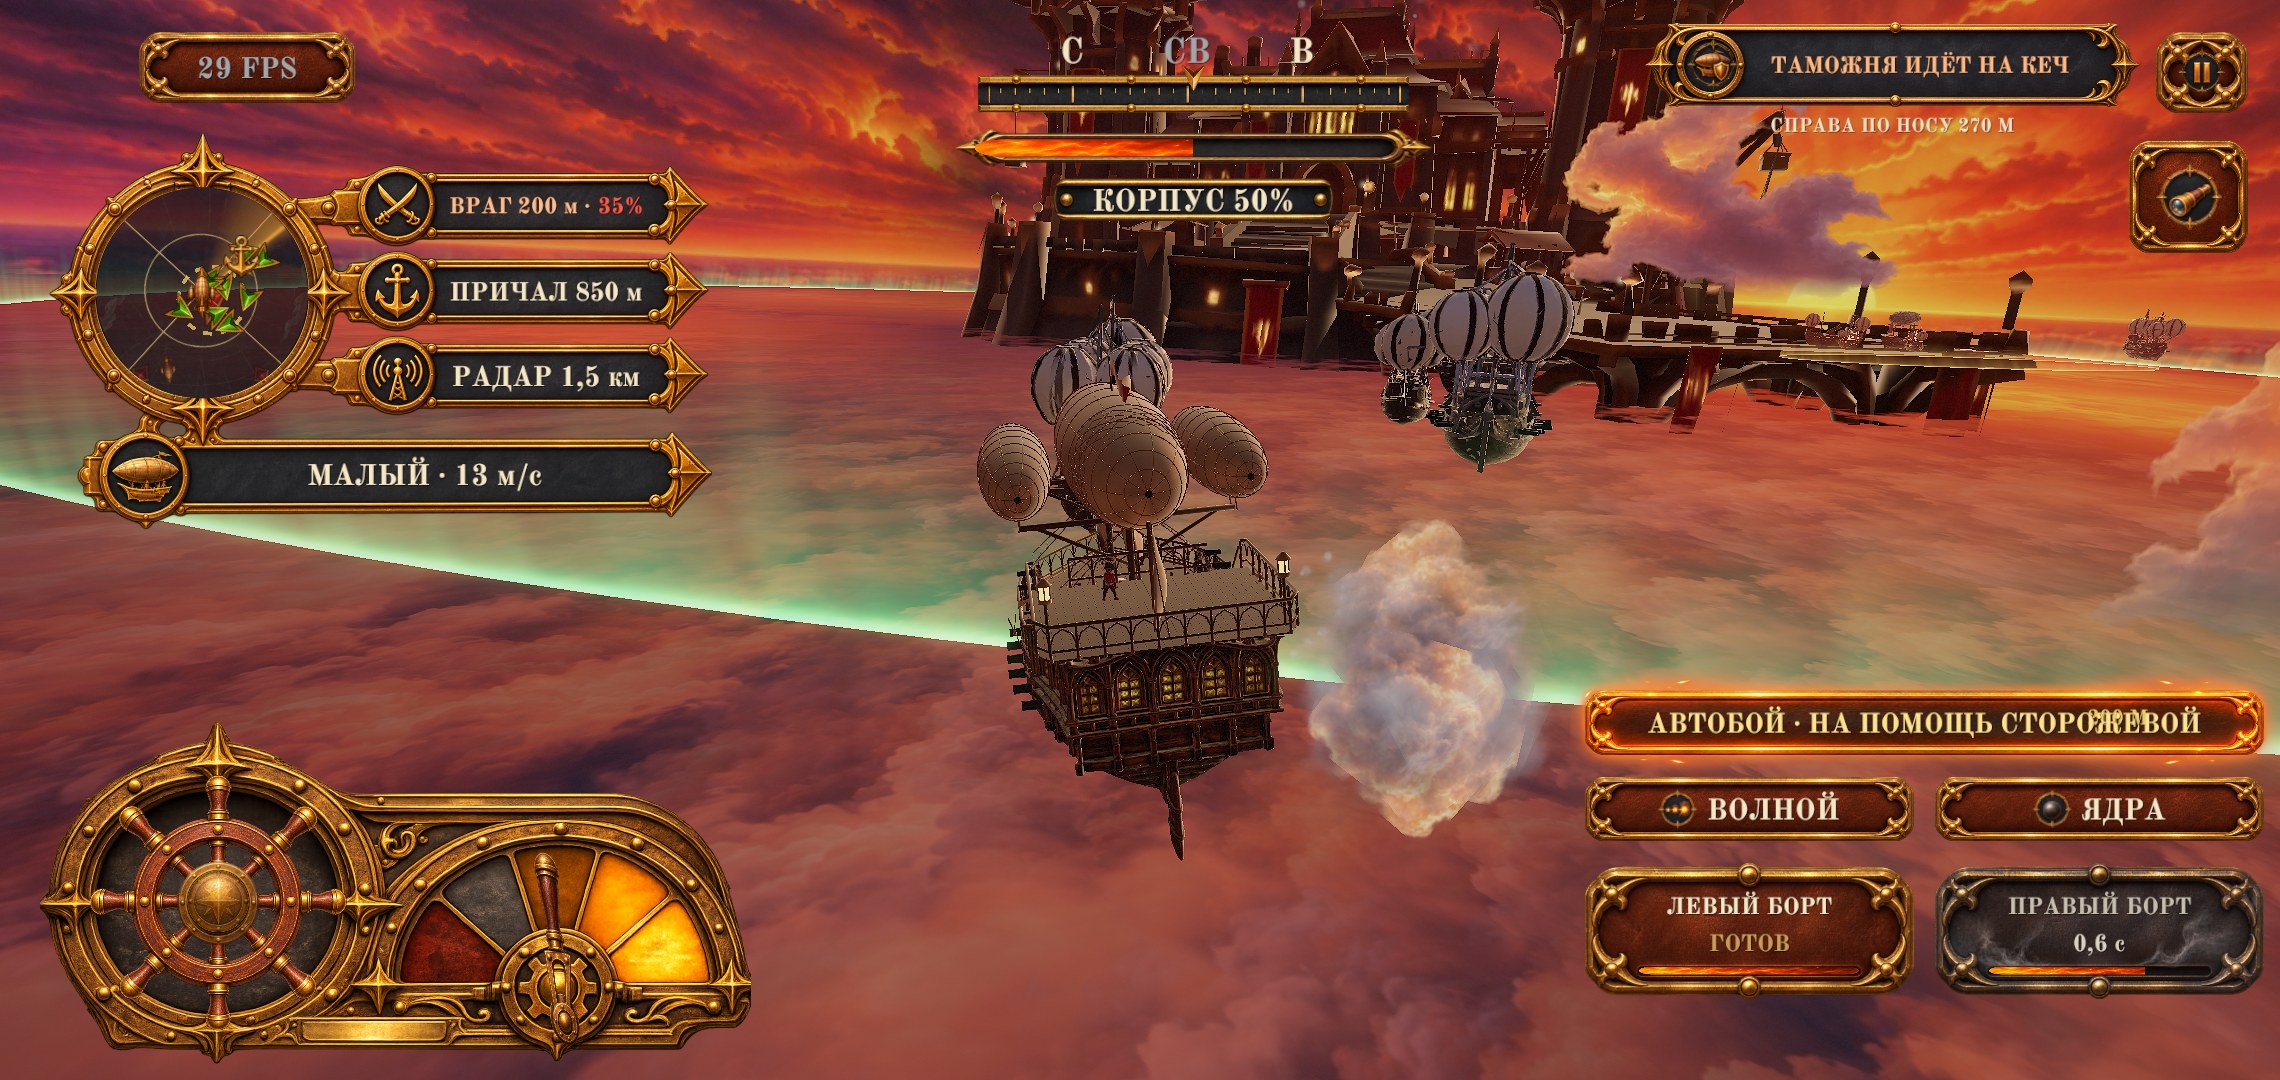 29 FPS
С СВ В
ТАМОЖНЯ ИДЁТ НА КЕЧ
СПРАВА ПО НОСУ 270 М
ВРАГ 200 м · 35%
КОРПУС 50%
ПРИЧАЛ 850 м
РАДАР 1,5 км
МАЛЫЙ · 13 м/с
АВТОБОЙ · НА ПОМОЩЬ СТОРОЖЕВОЙ
ВОЛНОЙ
ЯДРА
ЛЕВЫЙ БОРТ
ГОТОВ
ПРАВЫЙ БОРТ
0,6 с